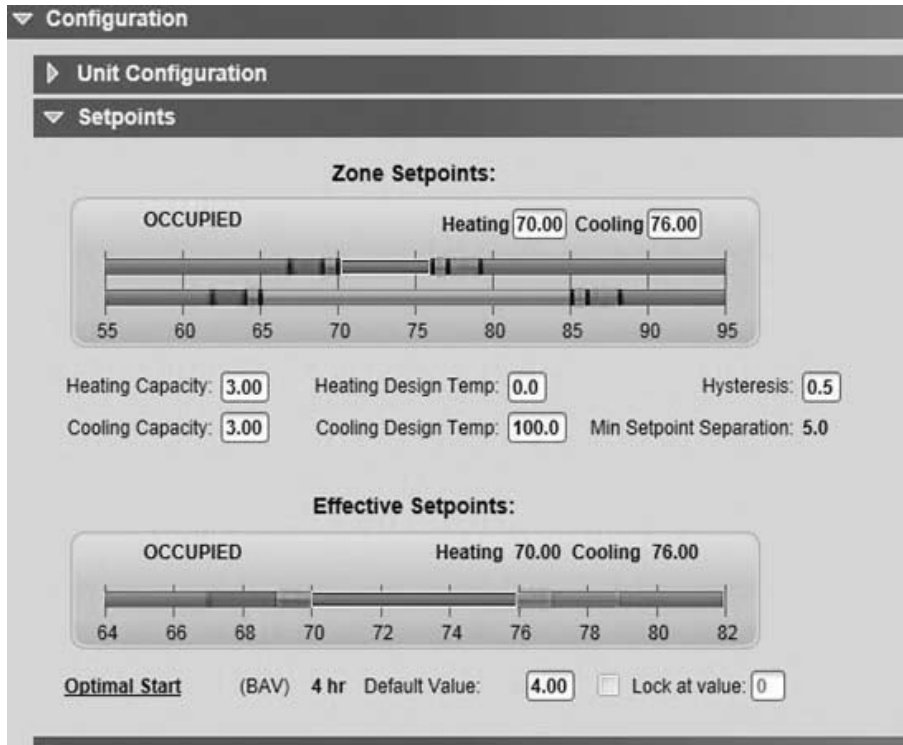 Configuration
Unit Configuration
Setpoints
Zone Setpoints:
OCCUPIED Heating 70.00 Cooling 76.00
55 60 65 70 75 80 85 90 95
Heating Capacity: 3.00 Heating Design Temp: 0.0 Hysteresis: 0.5
Cooling Capacity: 3.00 Cooling Design Temp: 100.0 Min Setpoint Separation: 5.0
Effective Setpoints:
OCCUPIED Heating 70.00 Cooling 76.00
64 66 68 70 72 74 76 78 80 82
Optimal Start (BAV) 4 hr Default Value: 4.00 Lock at value: 0